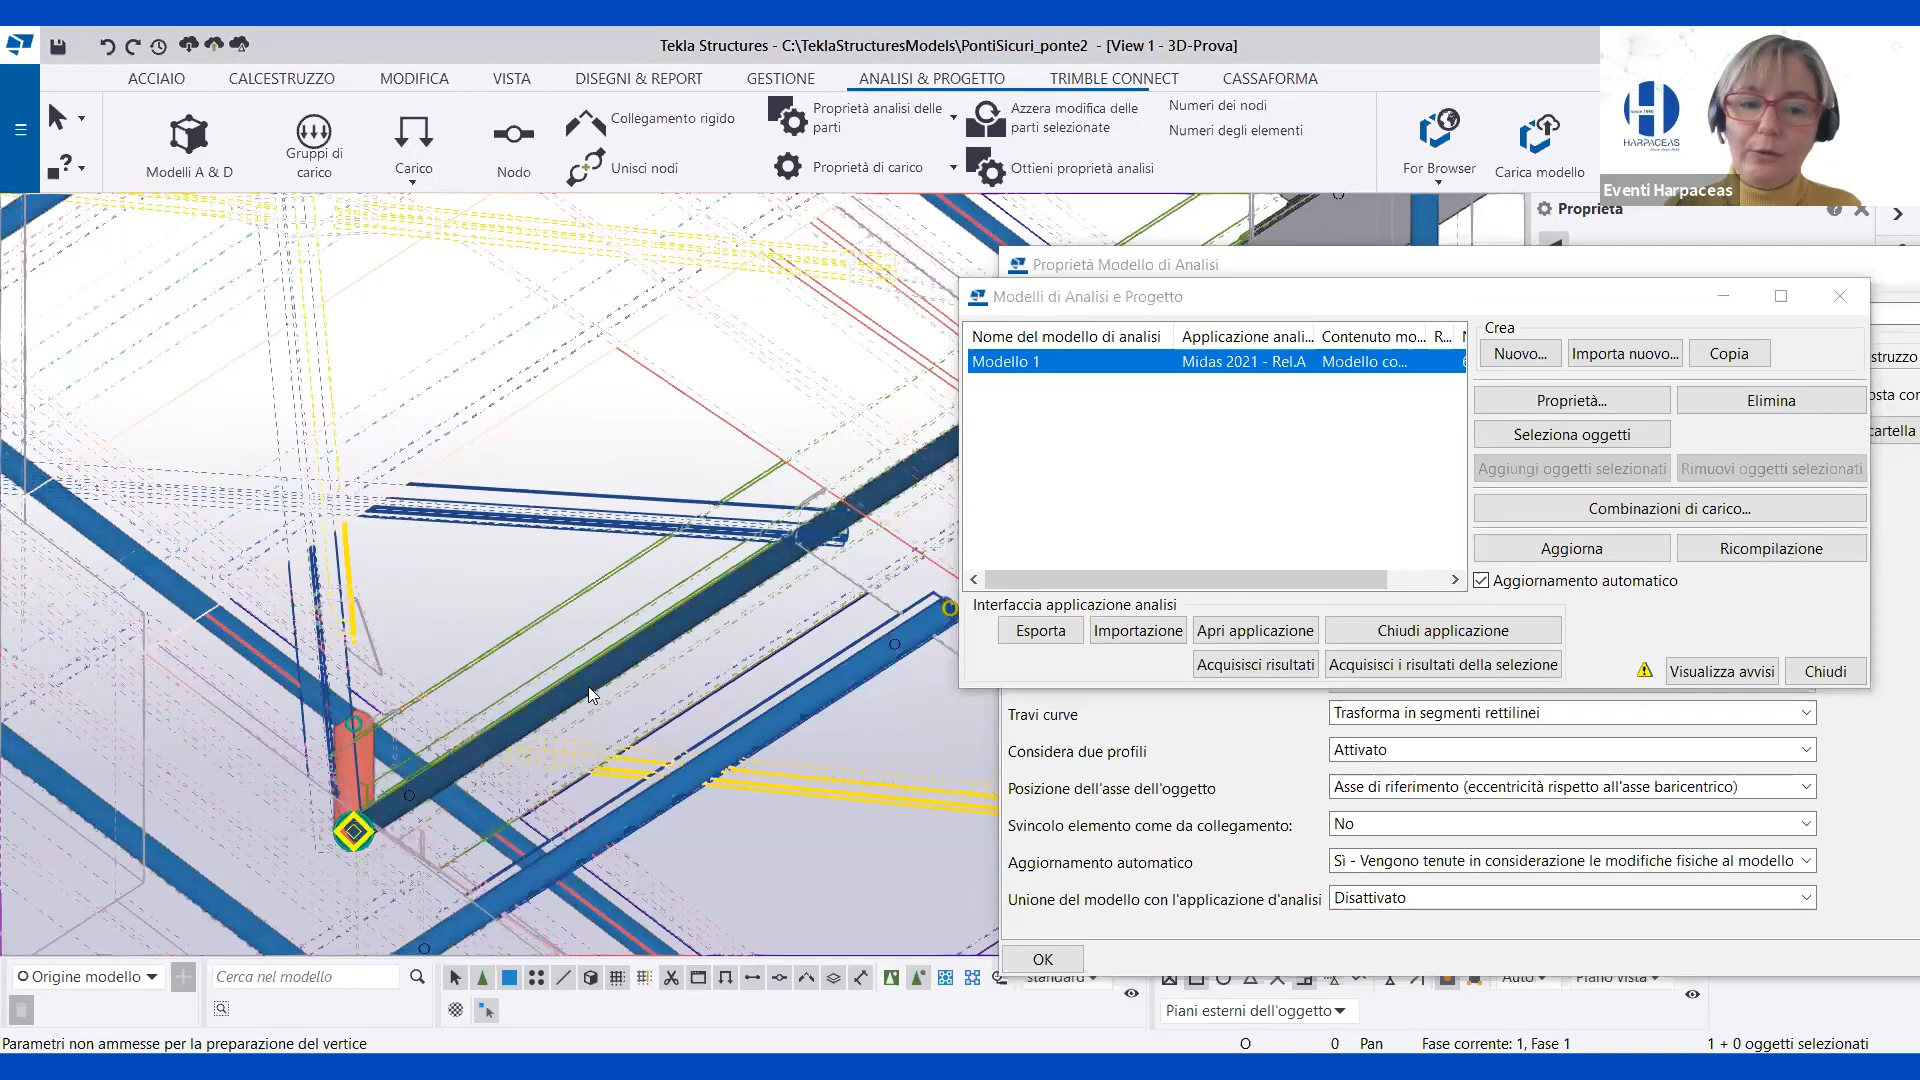 Tekla Structures - C:\TeklaStructuresModels\PontiSicuri_ponte2 - [View 1 - 3D-Prova]
ACCIAIO CALCESTRUZZO MODIFICA VISTA DISEGNI & REPORT GESTIONE ANALISI & PROGETTO TRIMBLE CONNECT CASSAFORMA
Modelli A & D
Gruppi di
carico
Carico
Nodo
Collegamento rigido
Unisci nodi
Proprietà analisi delle
parti
Proprietà di carico
Azzera modifica delle
parti selezionate
Ottieni proprietà analisi
Numeri dei nodi
Numeri degli elementi
For Browser
Carica modello
HARPACEAS
Eventi Harpaceas
Proprietà
Proprietà Modello di Analisi
Modelli di Analisi e Progetto
Nome del modello di analisi Applicazione anali... Contenuto mo... R...
Modello 1 Midas 2021 - Rel.A Modello co...
Crea
Nuovo... Importa nuovo... Copia
Proprietà... Elimina
Seleziona oggetti
Aggiungi oggetti selezionati Rimuovi oggetti selezionati
Combinazioni di carico...
Aggiorna Ricompilazione
Aggiornamento automatico
Interfaccia applicazione analisi
Esporta Importazione Apri applicazione Chiudi applicazione
Acquisisci risultati Acquisisci i risultati della selezione
Visualizza avvisi Chiudi
struzzo
osta con
cartella
Travi curve Trasforma in segmenti rettilinei
Considera due profili Attivato
Posizione dell'asse dell'oggetto Asse di riferimento (eccentricità rispetto all'asse baricentrico)
Svincolo elemento come da collegamento: No
Aggiornamento automatico Sì - Vengono tenute in considerazione le modifiche fisiche al modello
Unione del modello con l'applicazione d'analisi Disattivato
OK
Origine modello
Cerca nel modello
standard
Auto
Piano vista
Piani esterni dell'oggetto
Parametri non ammesse per la preparazione del vertice
O 0 Pan Fase corrente: 1, Fase 1 1 + 0 oggetti selezionati